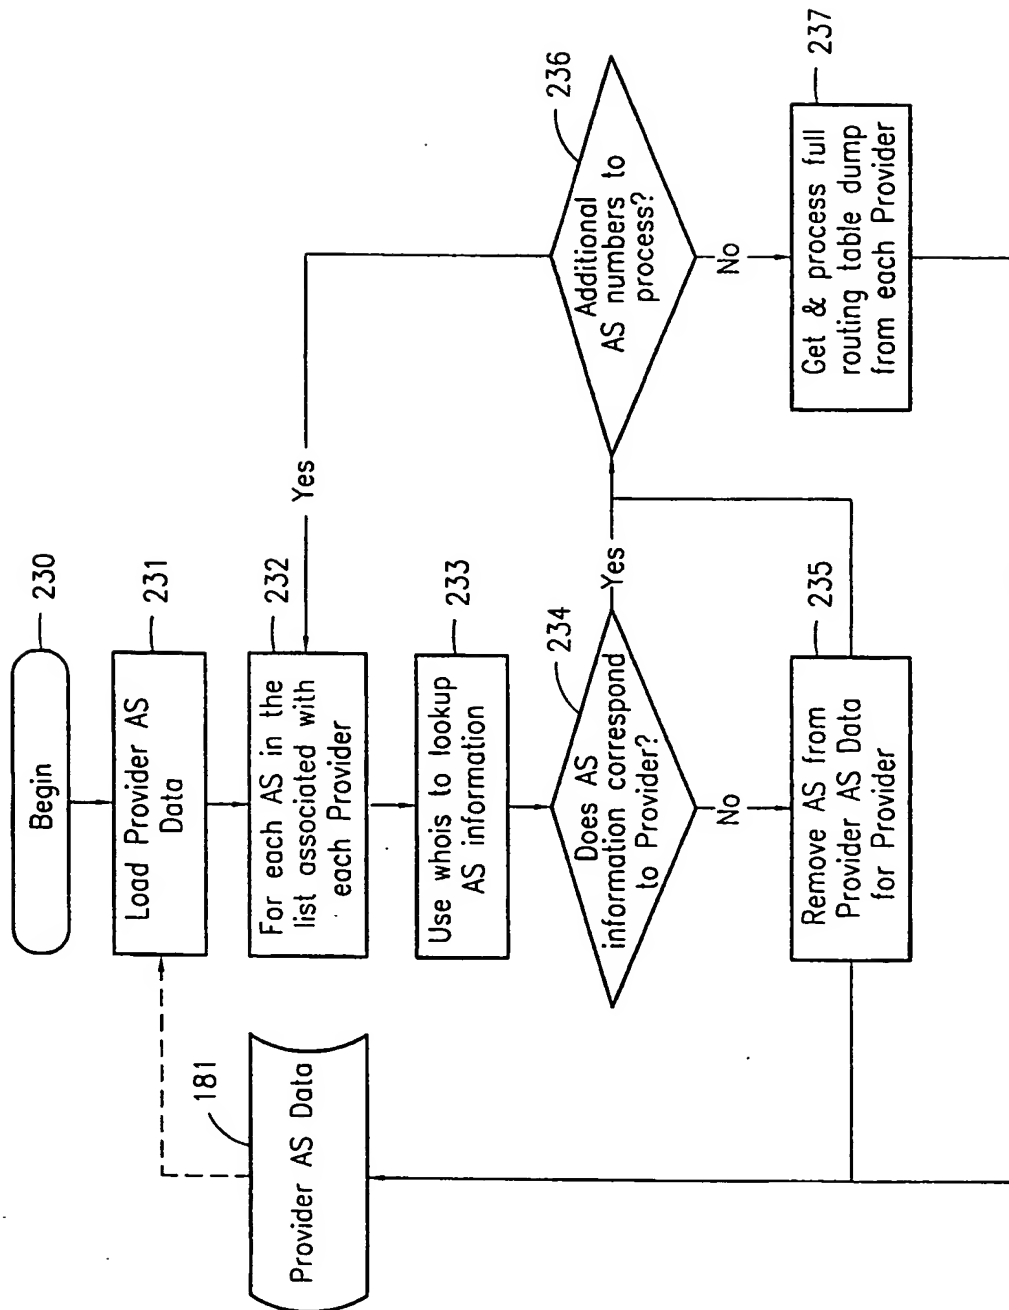 Begin
230
Load Provider AS
Data
231
For each AS in the
list associated with
each Provider
232
Use whois to lookup
AS information
233
Does AS
information correspond
to Provider?
234
Yes
No
Remove AS from
Provider AS Data
for Provider
235
Additional
AS numbers to
process?
236
Yes
No
Get & process full
routing table dump
from each Provider
237
Provider AS Data
181